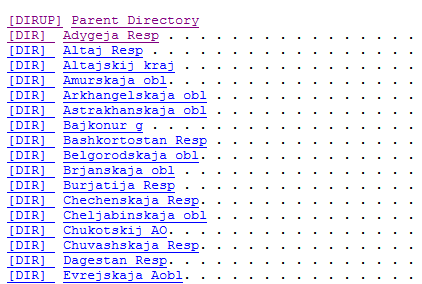 [DIRUP] Parent Directory
[DIR] Adygeja Resp . . . . . . . . . . . . . . . .
[DIR] Altaj Resp . . . . . . . . . . . . . . . . .
[DIR] Altajskij kraj . . . . . . . . . . . . . . .
[DIR] Amurskaja obl. . . . . . . . . . . . . . . .
[DIR] Arkhangelskaja obl . . . . . . . . . . . . .
[DIR] Astrakhanskaja obl . . . . . . . . . . . . .
[DIR] Bajkonur g . . . . . . . . . . . . . . . . .
[DIR] Bashkortostan Resp . . . . . . . . . . . . .
[DIR] Belgorodskaja obl. . . . . . . . . . . . . .
[DIR] Brjanskaja obl . . . . . . . . . . . . . . .
[DIR] Burjatija Resp . . . . . . . . . . . . . . .
[DIR] Chechenskaja Resp. . . . . . . . . . . . . .
[DIR] Cheljabinskaja obl . . . . . . . . . . . . .
[DIR] Chukotskij AO. . . . . . . . . . . . . . . .
[DIR] Chuvashskaja Resp. . . . . . . . . . . . . .
[DIR] Dagestan Resp. . . . . . . . . . . . . . . .
[DIR] Evrejskaja Aobl. . . . . . . . . . . . . . .